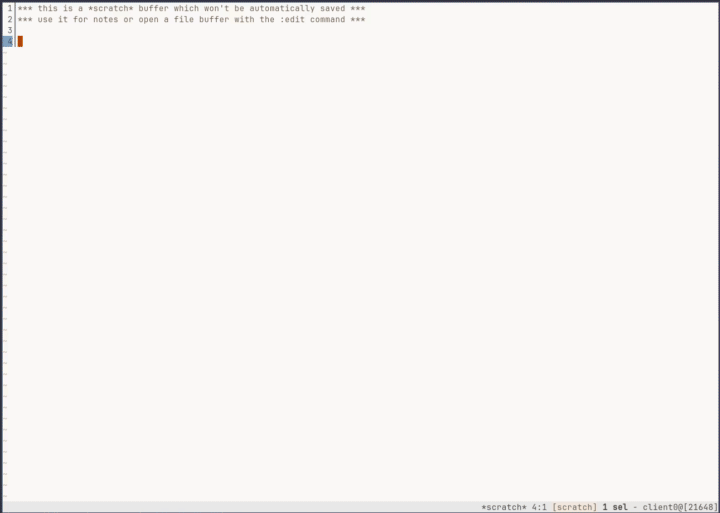 1 *** this is a *scratch* buffer which won't be automatically saved ***
2 *** use it for notes or open a file buffer with the :edit command ***
3
4
*scratch* 4:1 [scratch] 1 sel - client0@[21648]